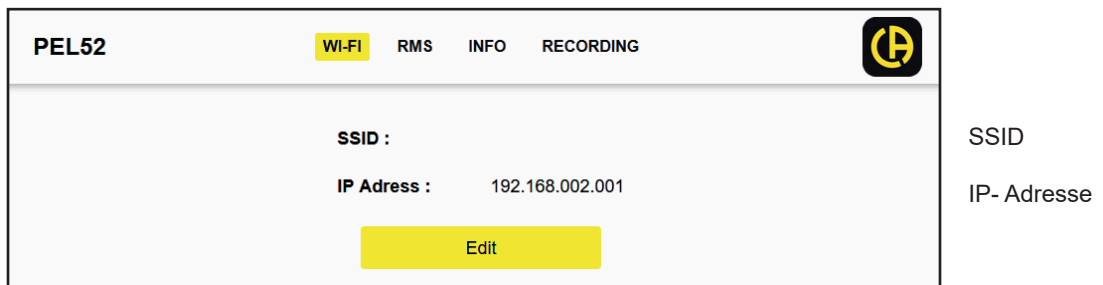 PEL52 WI-FI RMS INFO RECORDING
SSID : SSID
IP Adress : 192.168.002.001 IP- Adresse
Edit